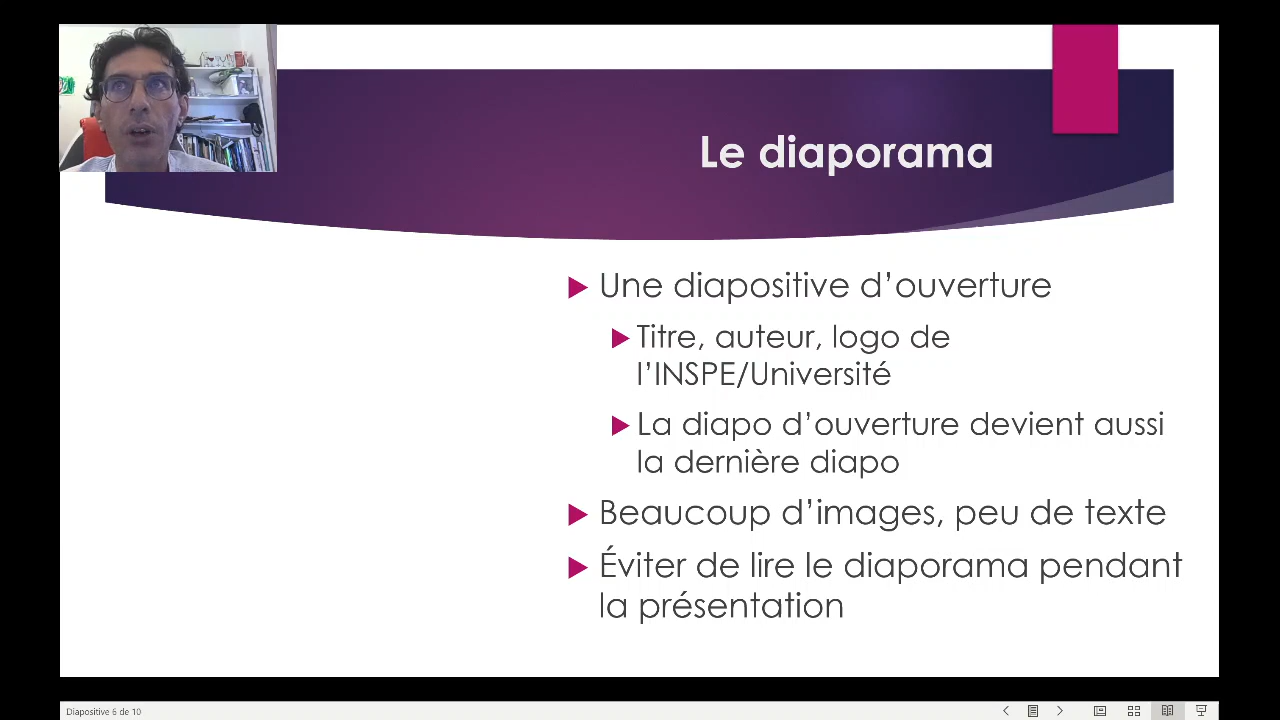 Le diaporama
Une diapositive d’ouverture
Titre, auteur, logo de
l’INSPE/Université
La diapo d’ouverture devient aussi
la dernière diapo
Beaucoup d’images, peu de texte
Éviter de lire le diaporama pendant
la présentation
Diapositive 6 de 10